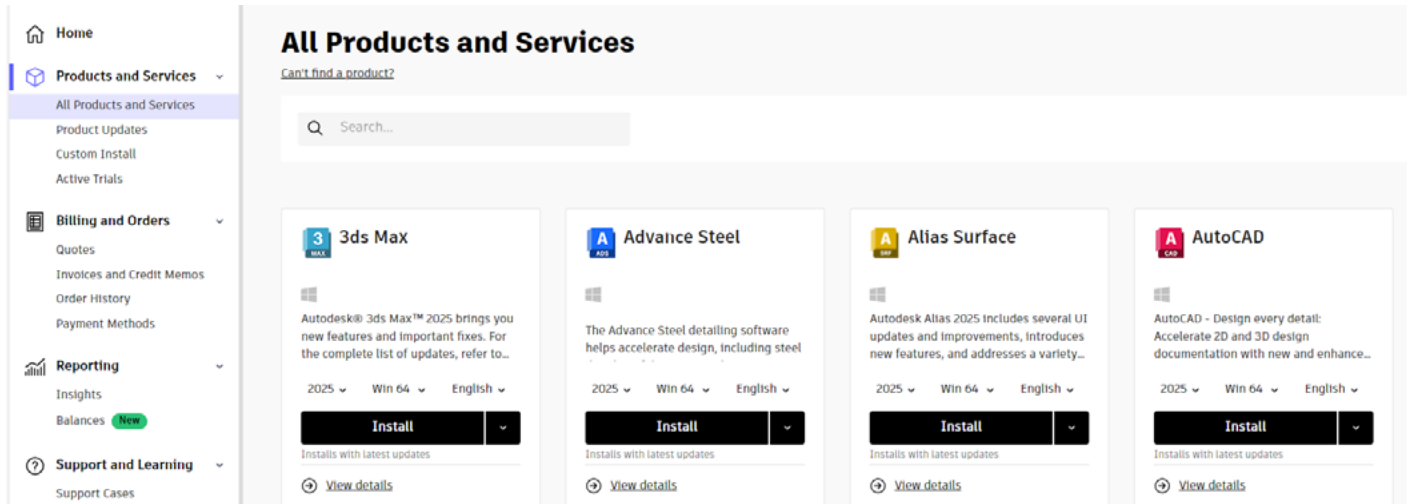 Home
Products and Services
All Products and Services
Product Updates
Custom Install
Active Trials
Billing and Orders
Quotes
Invoices and Credit Memos
Order History
Payment Methods
Reporting
Insights
Balances New
Support and Learning
Support Cases
All Products and Services
Can't find a product?
Search...
3
MAX
3ds Max
Autodesk® 3ds Max™ 2025 brings you
new features and important fixes. For
the complete list of updates, refer to...
2025 Win 64 English
Install
Installs with latest updates
View details
A
ADS
Advance Steel
The Advance Steel detailing software
helps accelerate design, including steel
2025 Win 64 English
Install
Installs with latest updates
View details
A
SRF
Alias Surface
Autodesk Alias 2025 includes several UI
updates and improvements, introduces
new features, and addresses a variety...
2025 Win 64 English
Install
Installs with latest updates
View details
A
CAD
AutoCAD
AutoCAD - Design every detail:
Accelerate 2D and 3D design
documentation with new and enhance...
2025 Win 64 English
Install
Installs with latest updates
View details